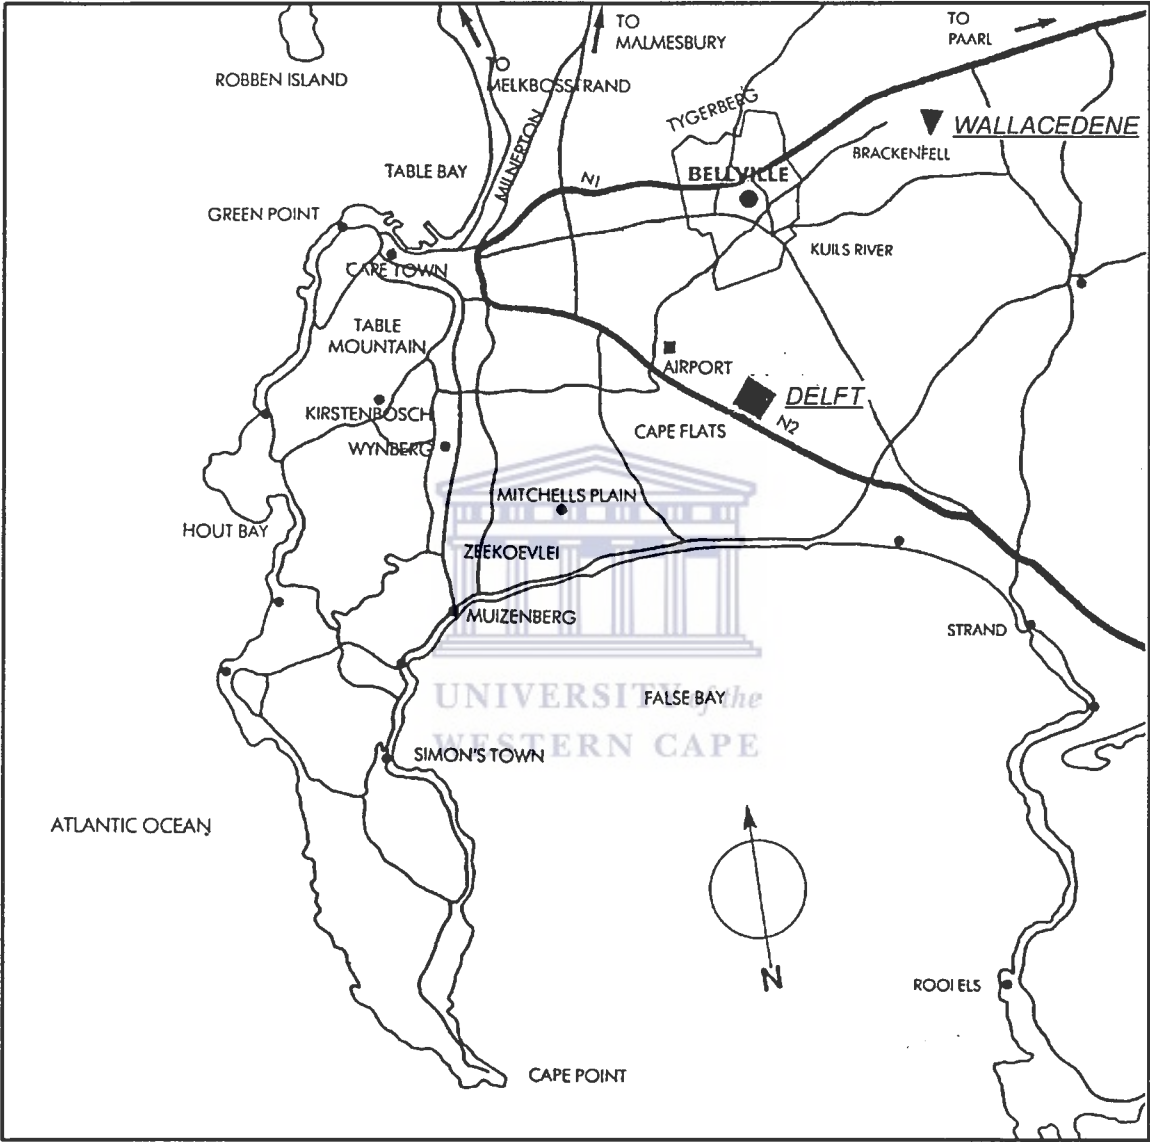 TO
PAARL
TO
MALMESBURY
ROBBEN ISLAND
TO
MELKBOSSTRAND
TYGERBERG
WALLACEDENE
MILNERTON
BRACKENFELL
TABLE BAY
BELLVILLE
N1
GREEN POINT
KUILS RIVER
CAPE TOWN
TABLE
MOUNTAIN
AIRPORT
DELFT
KIRSTENBOSCH
N2
CAPE FLATS
WYNBERG
MITCHELLS PLAIN
HOUT BAY
ZEEKOEVLEI
MUIZENBERG
STRAND
UNIVERSITY of the
WESTERN CAPE
FALSE BAY
SIMON'S TOWN
ATLANTIC OCEAN
N
ROOI ELS
CAPE POINT